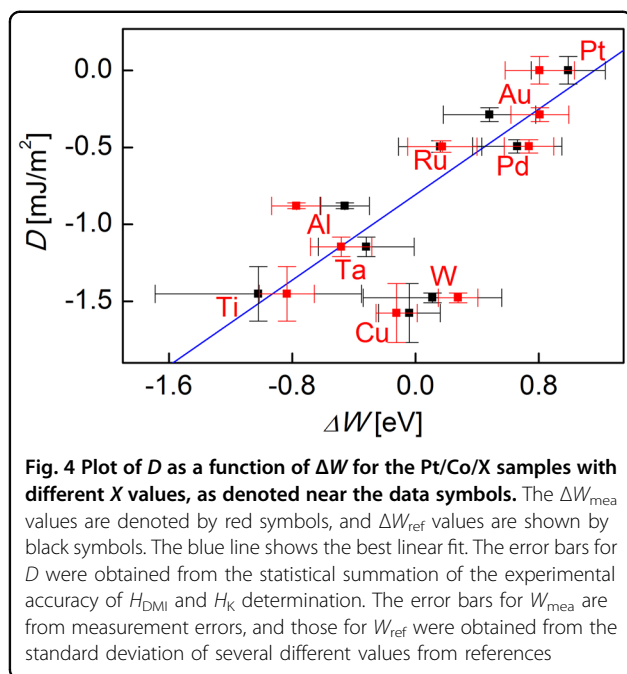 0.0
-0.5
-1.0
-1.5
D [mJ/m²]
Pt
Au
Ru
Pd
Al
Ta
W
Ti
Cu
-1.6 -0.8 0.0 0.8
ΔW [eV]
Fig. 4 Plot of D as a function of ΔW for the Pt/Co/X samples with
different X values, as denoted near the data symbols. The ΔWmea
values are denoted by red symbols, and ΔWref values are shown by
black symbols. The blue line shows the best linear fit. The error bars for
D were obtained from the statistical summation of the experimental
accuracy of HDMI and HK determination. The error bars for Wmea are
from measurement errors, and those for Wref were obtained from the
standard deviation of several different values from references